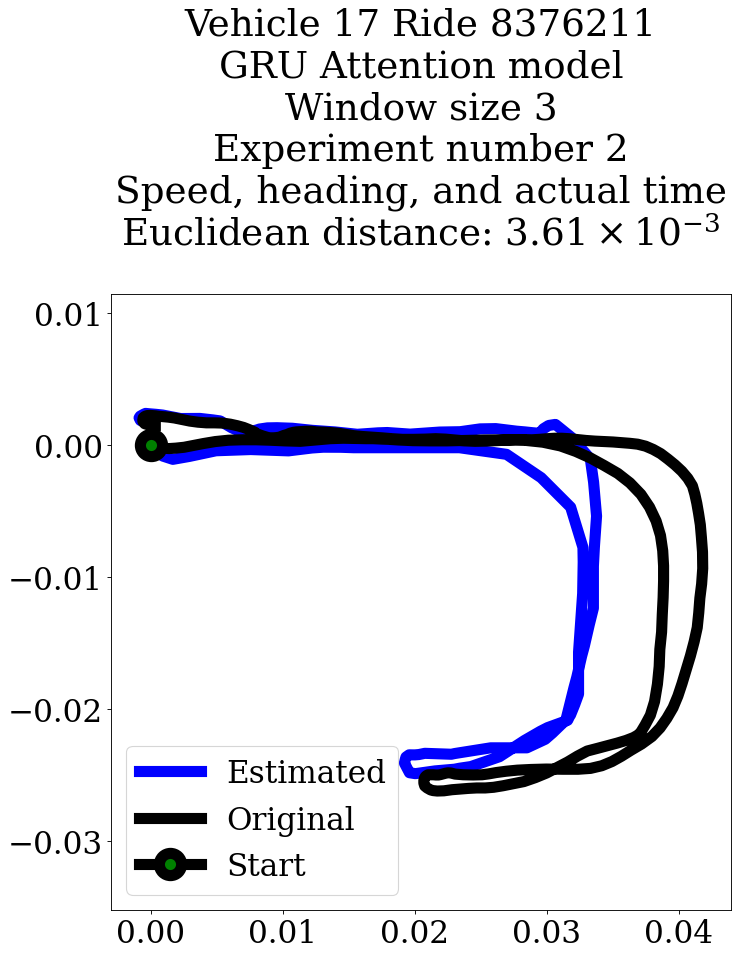 Vehicle 17 Ride 8376211
GRU Attention model
Window size 3
Experiment number 2
Speed, heading, and actual time
Euclidean distance: 3.61 × 10⁻³
0.01
0.00
−0.01
−0.02
−0.03
Estimated
Original
Start
0.00 0.01 0.02 0.03 0.04